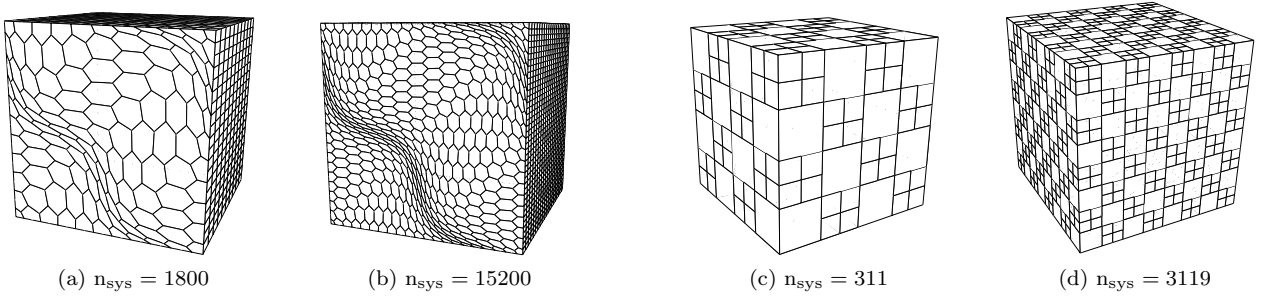 (a) n_sys = 1800
(b) n_sys = 15200
(c) n_sys = 311
(d) n_sys = 3119